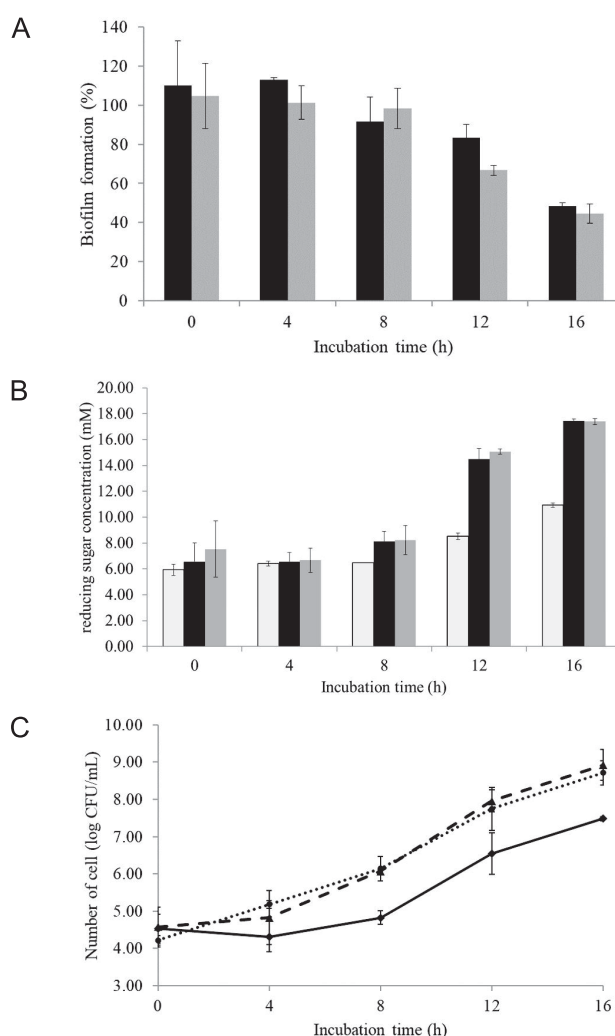 A
140
120
100
80
60
40
20
0
Biofilm formation (%)
0 4 8 12 16
Incubation time (h)
B
20.00
18.00
16.00
14.00
12.00
10.00
8.00
6.00
4.00
2.00
0.00
reducing sugar concentration (mM)
0 4 8 12 16
Incubation time (h)
C
10.00
9.00
8.00
7.00
6.00
5.00
4.00
3.00
Number of cell (log CFU/mL)
0 4 8 12 16
Incubation time (h)